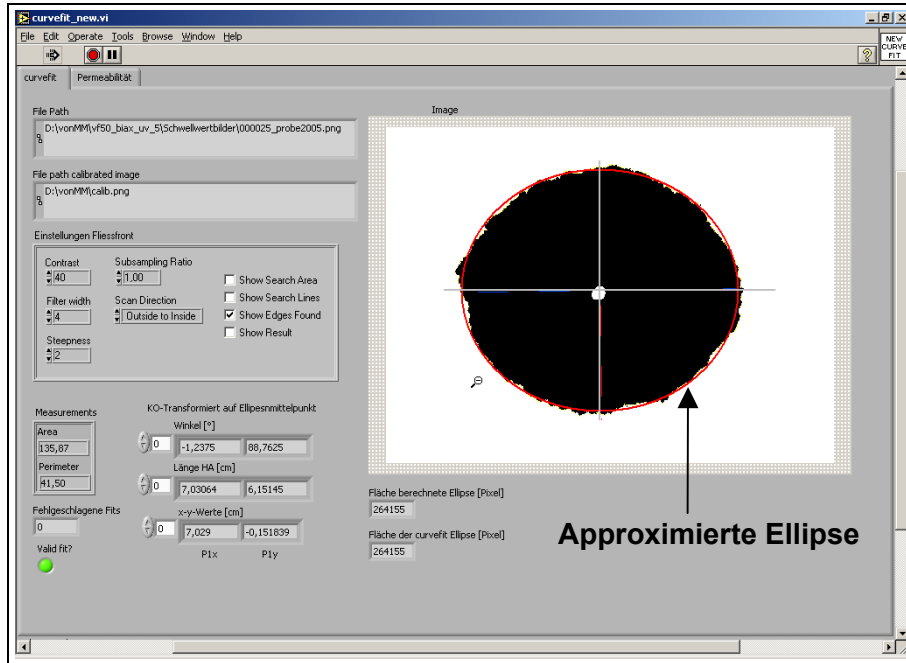 curvefit_new.vi
File Edit Operate Tools Browse Window Help
NEW
CURVE
FIT
curvefit Permeabilität
File Path
D:\vonMM\vf50_biax_uv_5\Schwellwertbilder\000025_probe2005.png
Image
File path calibrated image
D:\vonMM\calib.png
Einstellungen Fliessfront
Contrast
40
Subsampling Ratio
1,00
Filter width
4
Scan Direction
Outside to Inside
Steepness
2
Show Search Area
Show Search Lines
Show Edges Found
Show Result
Measurements
Area
135,87
Perimeter
41,50
Fehlgeschlagene Fits
0
Valid fit?
KO-Transformiert auf Ellipesnmittelpunkt
Winkel [°]
0 -1,2375 88,7625
Länge HA [cm]
0 7,03064 6,15145
x-y-Werte [cm]
0 7,029 -0,151839
P1x P1y
Fläche berechnete Ellipse [Pixel]
264155
Fläche der curvefit Ellipse [Pixel]
264155
Approximierte Ellipse